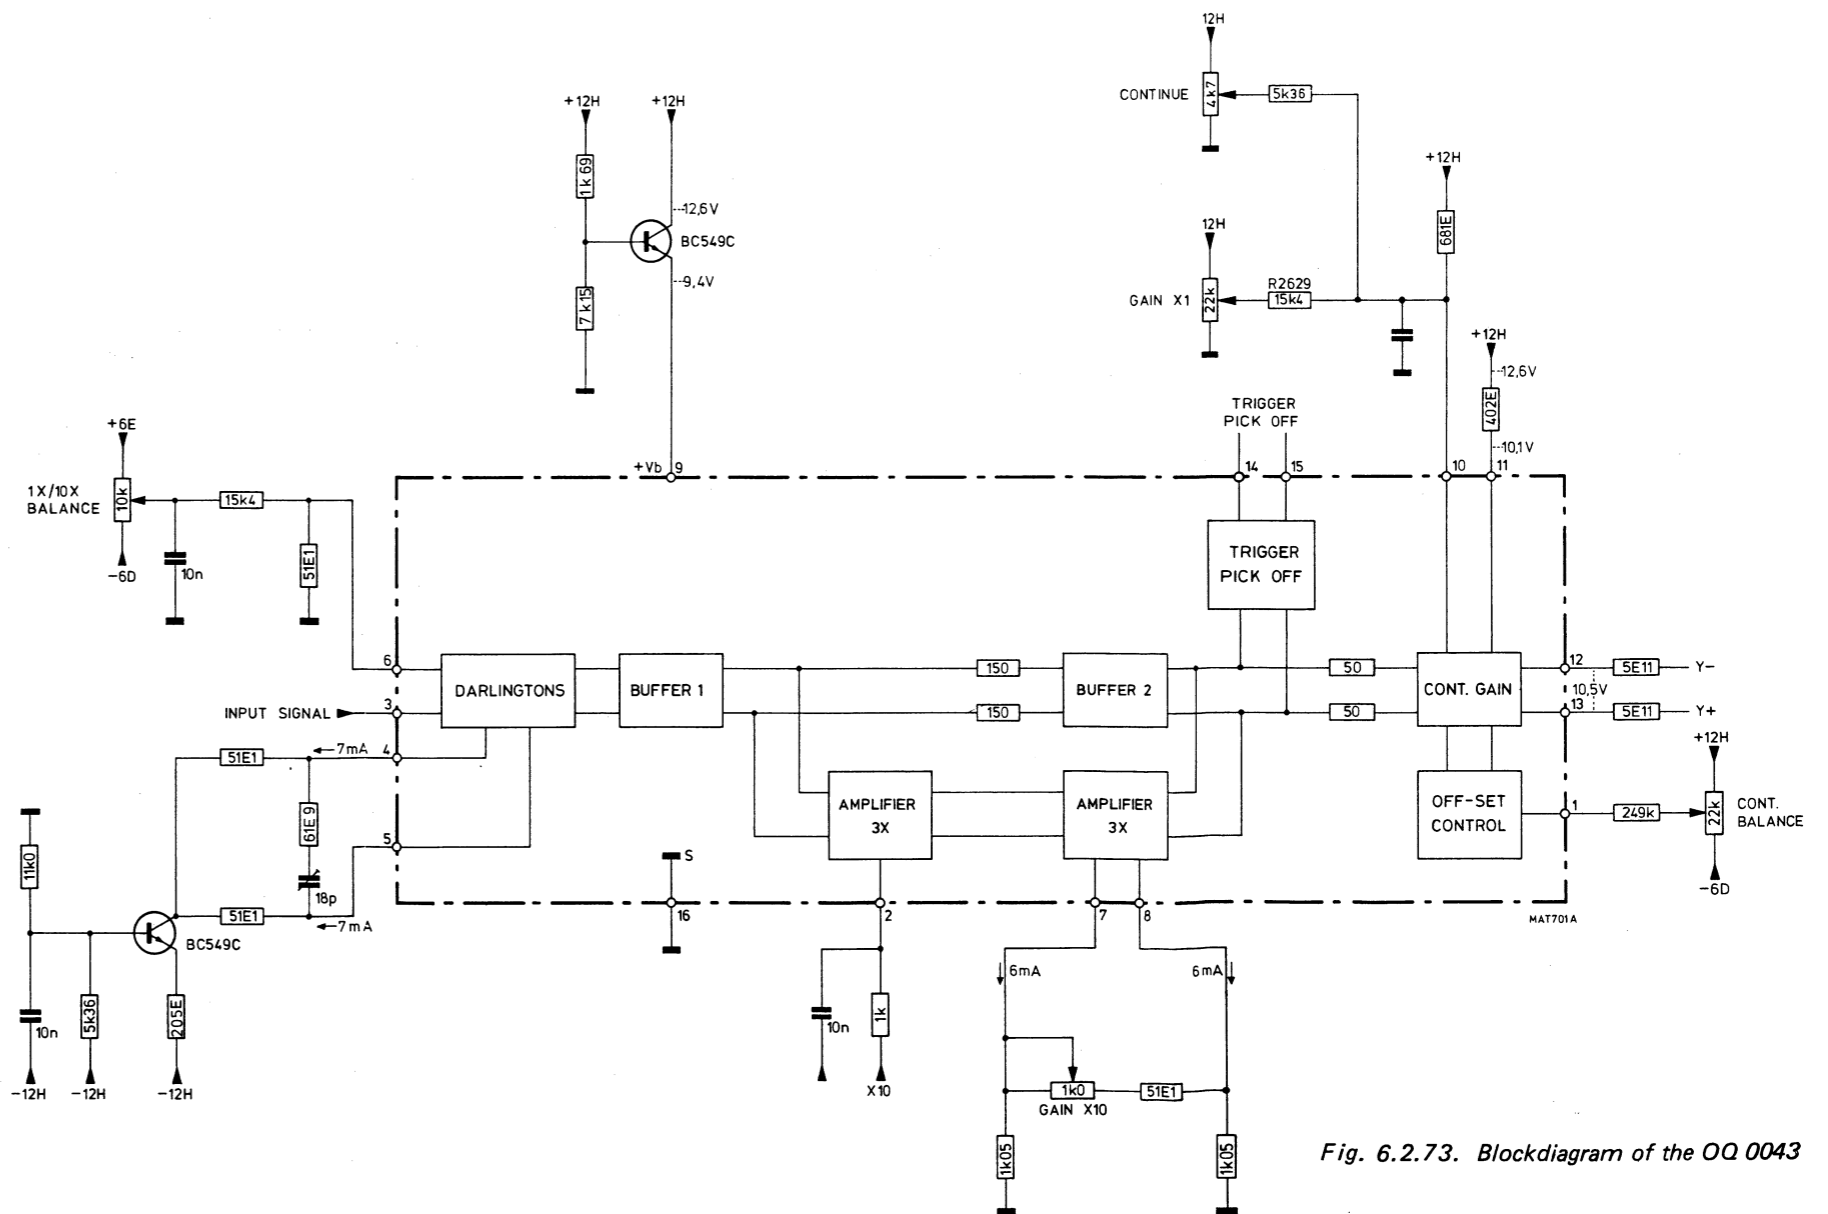 12H
CONTINUE
4k7
5k36
+12H
+12H
1k69
12,6V
BC549C
9,4V
7k15
12H
GAIN X1
22k
R2629
15k4
+12H
681E
+12H
12,6V
402E
10,1V
TRIGGER
PICK OFF
+6E
1X/10X
BALANCE
10k
15k4
51E1
10n
-6D
+Vb
9
14
15
10
11
TRIGGER
PICK OFF
6
DARLINGTONS
BUFFER 1
150
BUFFER 2
50
CONT. GAIN
12
5E11
Y-
10,5V
INPUT SIGNAL
3
150
50
13
5E11
Y+
7mA
4
51E1
61E9
18p
5
51E1
7mA
11k0
BC549C
10n
5k36
205E
-12H
-12H
-12H
AMPLIFIER
3X
AMPLIFIER
3X
OFF-SET
CONTROL
1
249k
+12H
22k
CONT.
BALANCE
-6D
S
16
2
7
8
MAT701A
10n
1k
X10
6mA
6mA
1k0
51E1
GAIN X10
1k05
1k05
Fig. 6.2.73. Blockdiagram of the OQ 0043